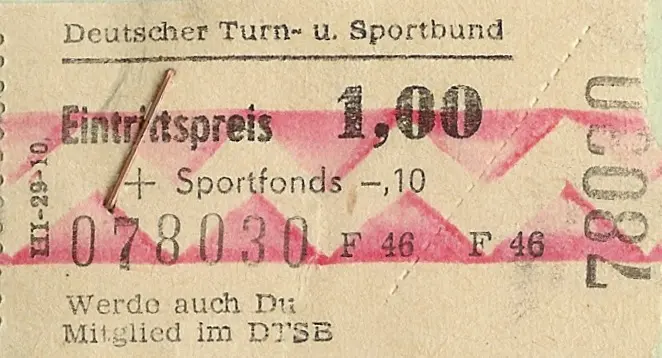 Deutscher Turn- u. Sportbund
Eintrittspreis 1,00
+ Sportfonds -,10
078030 F 46 F 46
Werde auch Du
Mitglied im DTSB
III-29-10
78030